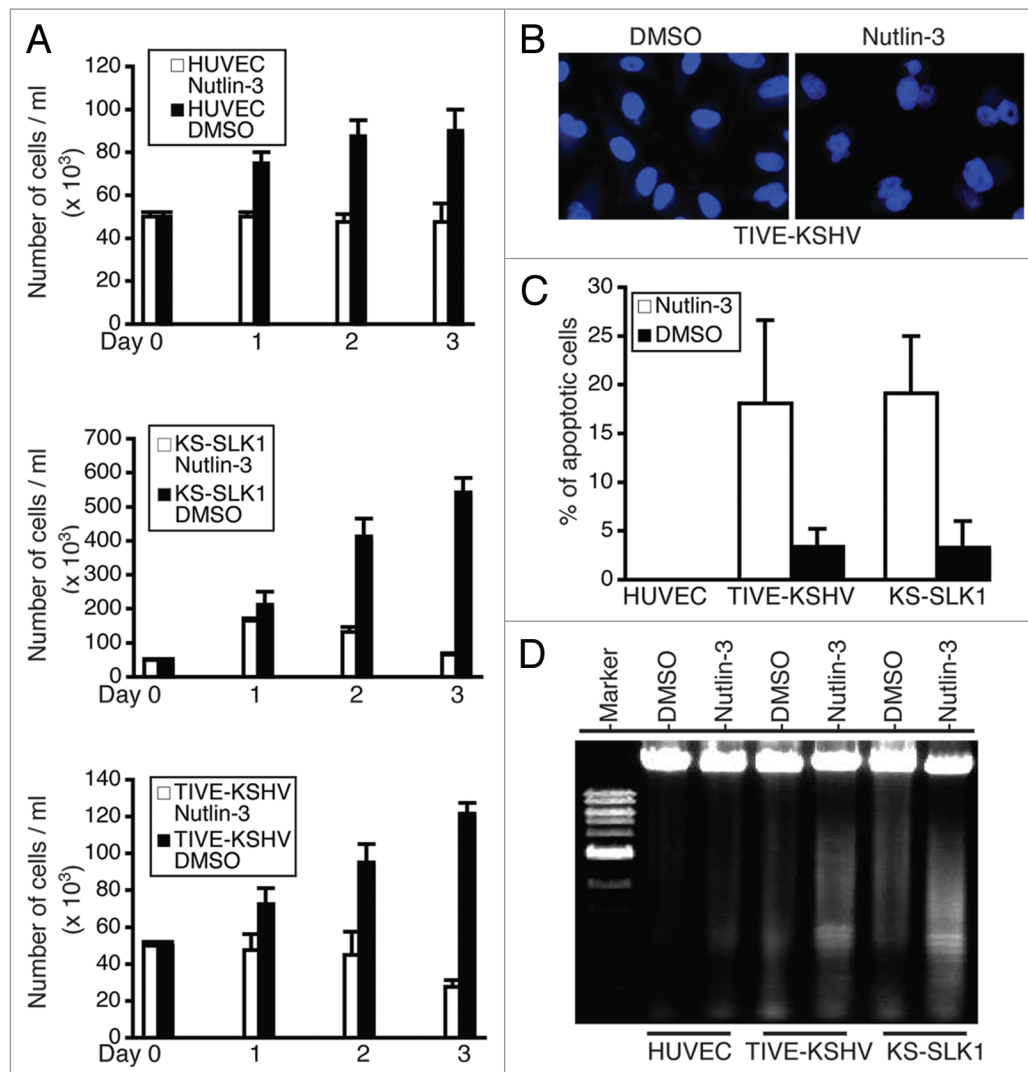 A
Number of cells / ml
(x 10³)
120
100
80
60
40
20
0
HUVEC
Nutlin-3
HUVEC
DMSO
Day 0 1 2 3
Number of cells / ml
(x 10³)
700
600
500
400
300
200
100
0
KS-SLK1
Nutlin-3
KS-SLK1
DMSO
Day 0 1 2 3
Number of cells / ml
(x 10³)
140
120
100
80
60
40
20
0
TIVE-KSHV
Nutlin-3
TIVE-KSHV
DMSO
Day 0 1 2 3
B
DMSO Nutlin-3
TIVE-KSHV
C
% of apoptotic cells
30
25
20
15
10
5
0
Nutlin-3
DMSO
HUVEC TIVE-KSHV KS-SLK1
D
-Marker
-DMSO
-Nutlin-3
-DMSO
-Nutlin-3
-DMSO
-Nutlin-3
HUVEC TIVE-KSHV KS-SLK1